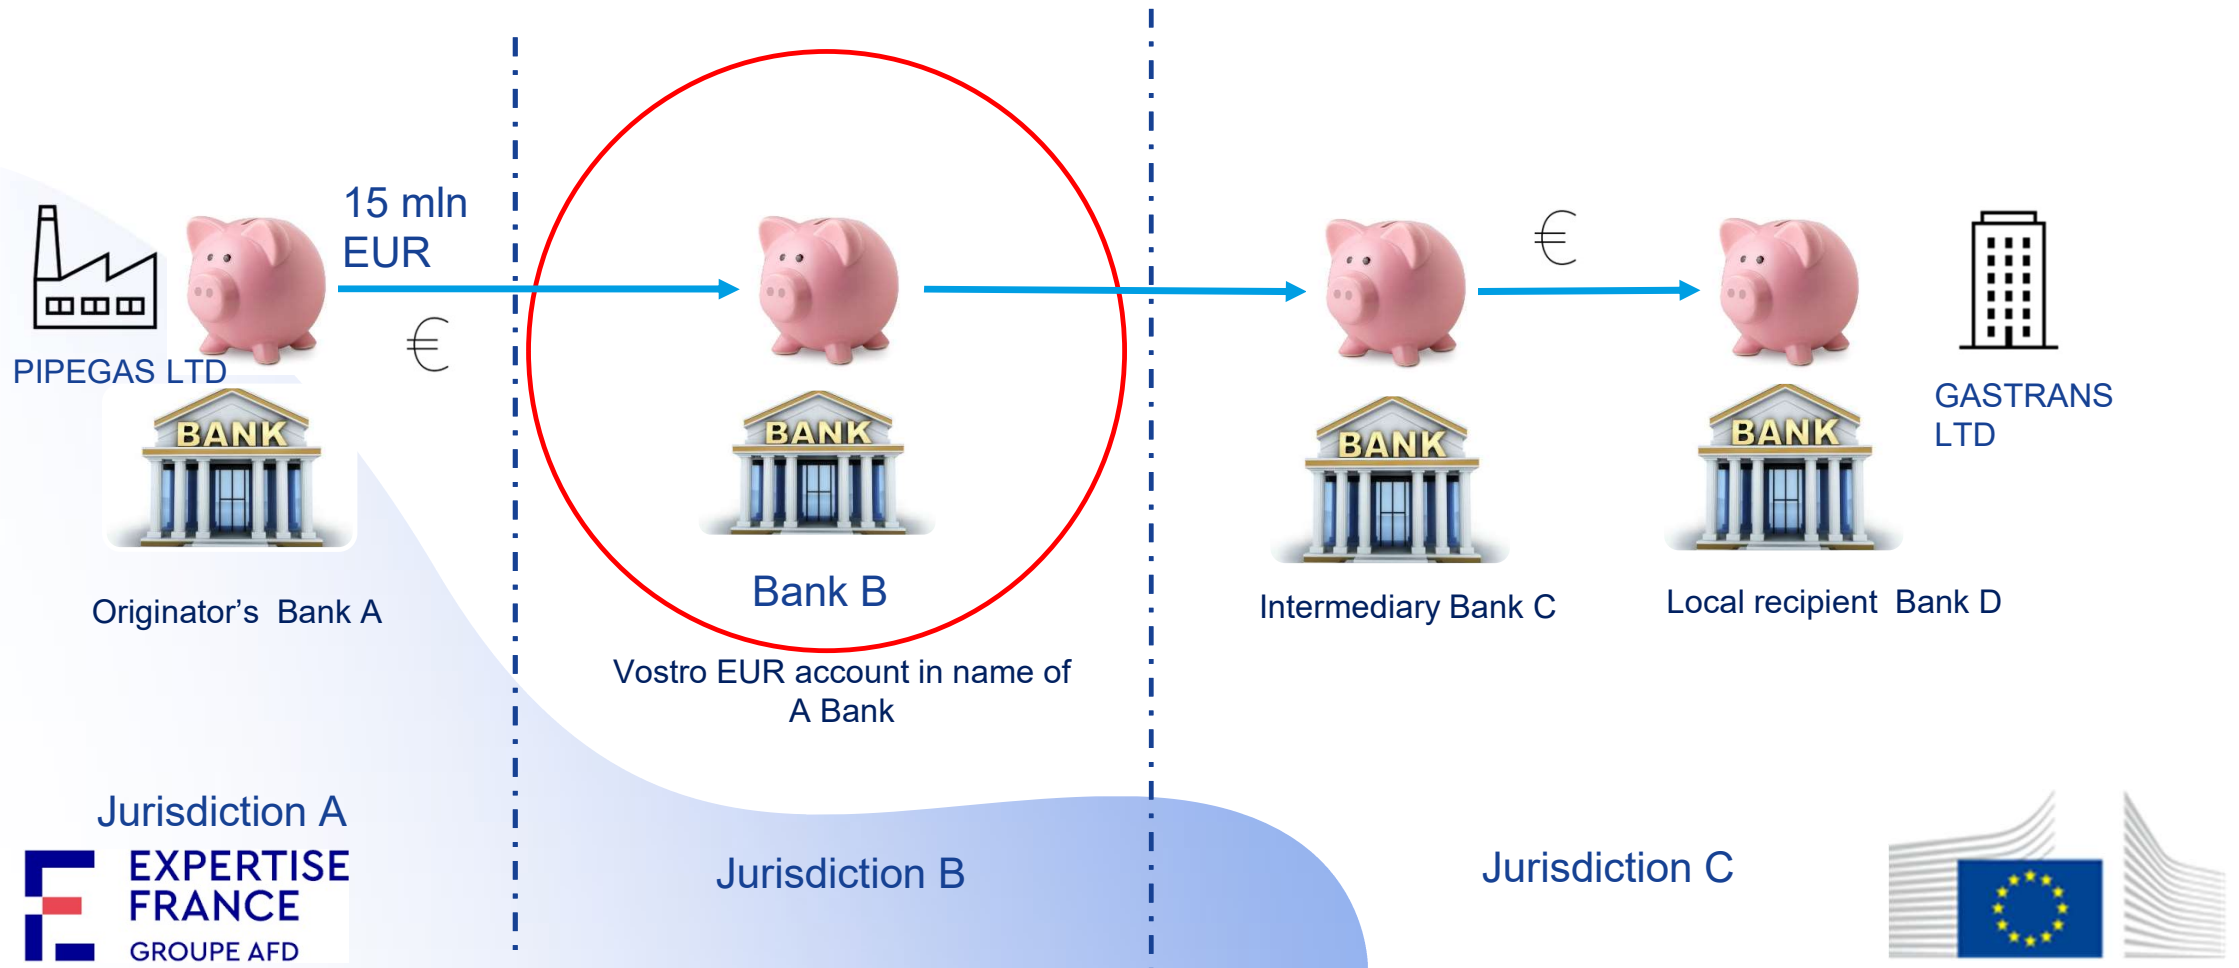 15 mln
EUR
€
€
PIPEGAS LTD
GASTRANS
LTD
BANK
BANK
BANK
BANK
Originator’s Bank A
Bank B
Intermediary Bank C
Local recipient Bank D
Vostro EUR account in name of
A Bank
Jurisdiction A
Jurisdiction B
Jurisdiction C
EXPERTISE
FRANCE
GROUPE AFD